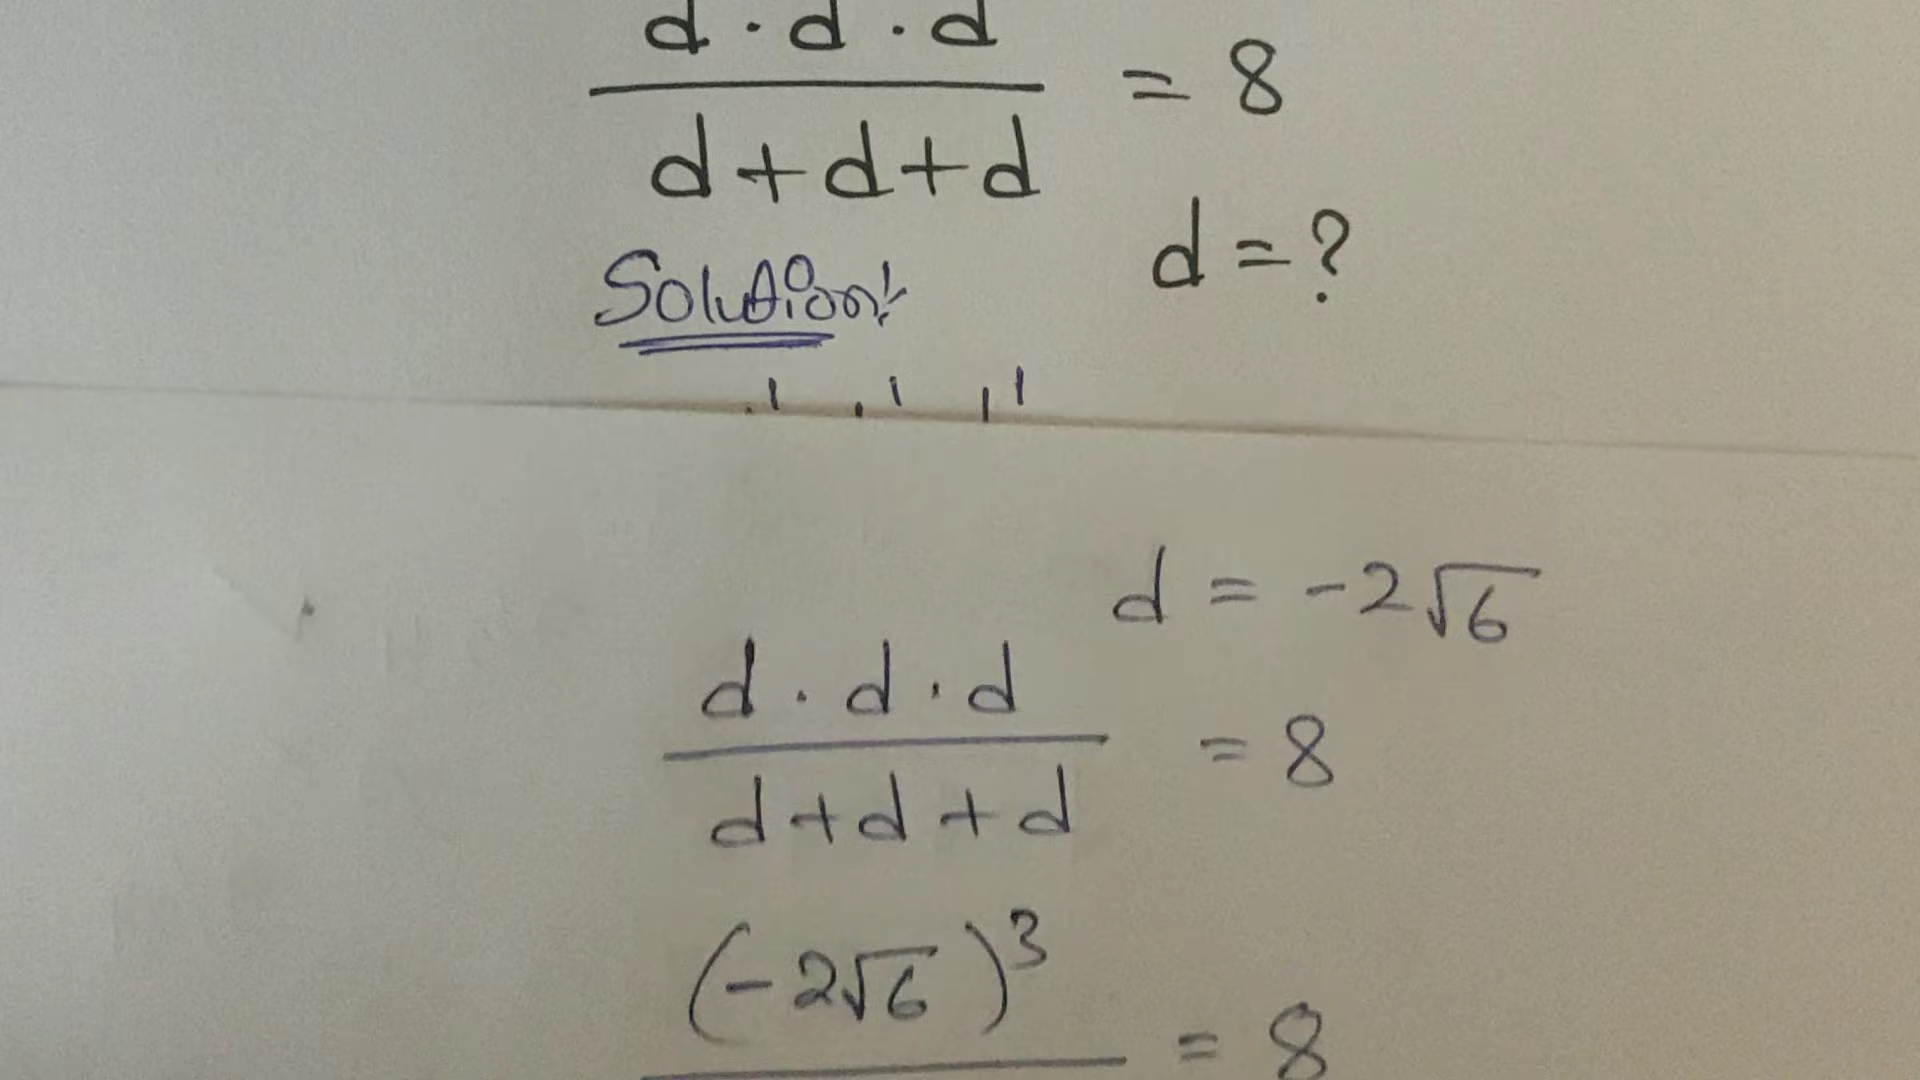 d · d · d
d + d + d
= 8
d = ?
Solution:
d = -2√6
d · d · d
d + d + d
= 8
(-2√6)³
= 8